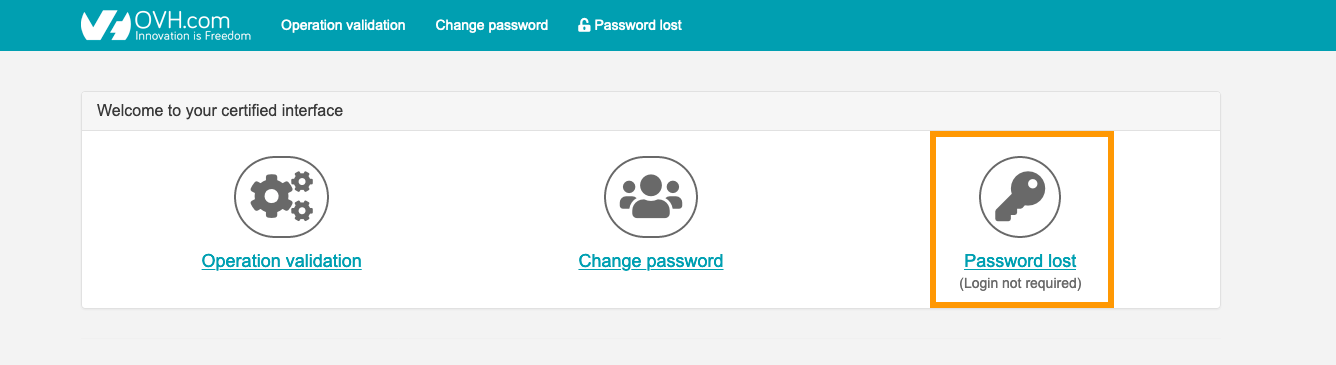 OVH.com
Innovation is Freedom
Operation validation
Change password
Password lost
Welcome to your certified interface
Operation validation
Change password
Password lost
(Login not required)